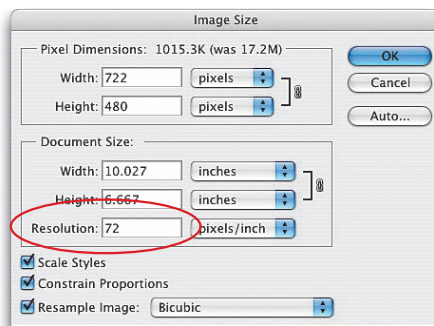 Image Size
Pixel Dimensions: 1015.3K (was 17.2M)
OK
Width: 722 pixels
Cancel
Height: 480 pixels
Auto...
Document Size:
Width: 10.027 inches
Height: 6.667 inches
Resolution: 72 pixels/inch
Scale Styles
Constrain Proportions
Resample Image: Bicubic